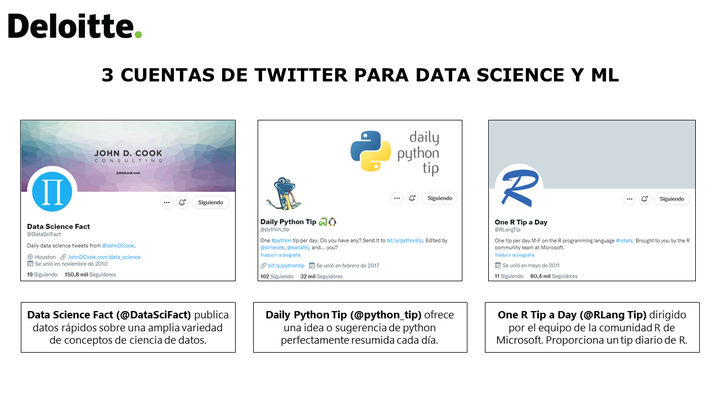 Deloitte.
3 CUENTAS DE TWITTER PARA DATA SCIENCE Y ML
JOHN D. COOK
CONSULTING
johndcook.com
Siguiendo
Data Science Fact
@DataSciFact
Daily data science tweets from @JohnDCook.
Houston JohnDCook.com/data_science
Se unió en noviembre de 2010
19 Siguiendo 150,8 mil Seguidores
daily
python
tip
Siguiendo
Daily Python Tip
@python_tip
One #python tip per day. Do you have any? Send it to bit.ly/pythontip. Edited by
@simecek, @kariafej, and... you?
Traducir la biografía
bit.ly/pythontip Se unió en febrero de 2017
162 Siguiendo 32 mil Seguidores
Siguiendo
One R Tip a Day
@RLangTip
One tip per day M-F on the R programming language #rstats. Brought to you by the R
community team at Microsoft.
Traducir la biografía
Se unió en mayo de 2011
11 Siguiendo 80,4 mil Seguidores
Data Science Fact (@DataSciFact) publica
datos rápidos sobre una amplia variedad
de conceptos de ciencia de datos.
Daily Python Tip (@python_tip) ofrece
una idea o sugerencia de python
perfectamente resumida cada día.
One R Tip a Day (@RLang Tip) dirigido
por el equipo de la comunidad R de
Microsoft. Proporciona un tip diario de R.